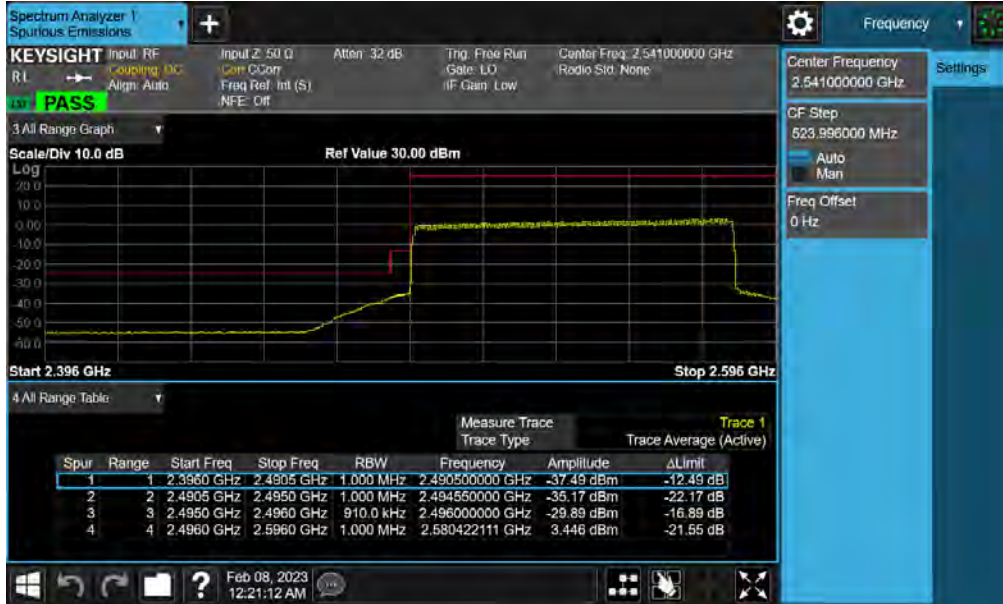 Spectrum Analyzer 1
Spurious Emissions
Frequency
KEYSIGHT Input: RF Input Z: 50 Ω Atten: 32 dB Trig: Free Run Center Freq: 2.541000000 GHz
RL Coupling: DC Corr CCorr Gate: LO Radio Std: None
Align: Auto Freq Ref: Int (S) IF Gain: Low
PASS NFE: Off
Center Frequency
2.541000000 GHz
Settings
CF Step
523.996000 MHz
Auto
Man
Freq Offset
0 Hz
3 All Range Graph
Scale/Div 10.0 dB Ref Value 30.00 dBm
Log
20.0
10.0
0.00
-10.0
-20.0
-30.0
-40.0
-50.0
-60.0
Start 2.396 GHz Stop 2.596 GHz
4 All Range Table
Measure Trace Trace 1
Trace Type Trace Average (Active)
Spur Range Start Freq Stop Freq RBW Frequency Amplitude ΔLimit
1 1 2.3960 GHz 2.4905 GHz 1.000 MHz 2.490500000 GHz -37.49 dBm -12.49 dB
2 2 2.4905 GHz 2.4950 GHz 1.000 MHz 2.494550000 GHz -35.17 dBm -22.17 dB
3 3 2.4950 GHz 2.4960 GHz 910.0 kHz 2.496000000 GHz -29.89 dBm -16.89 dB
4 4 2.4960 GHz 2.5960 GHz 1.000 MHz 2.580422111 GHz 3.446 dBm -21.55 dB
Feb 08, 2023
12:21:12 AM